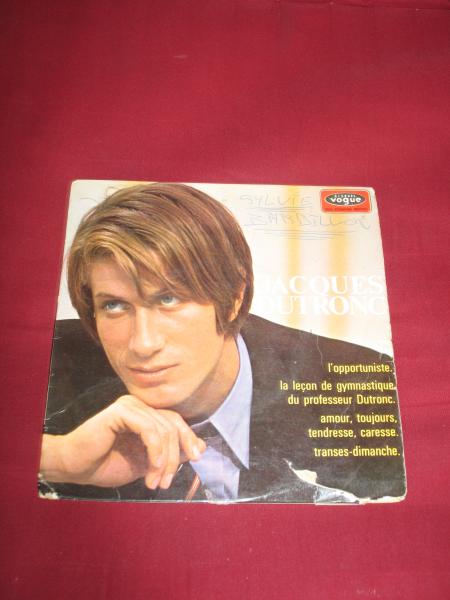 SYLVIE
DISQUES
vogue
JACQUES
DUTRONC
l'opportuniste.
la leçon de gymnastique
du professeur Dutronc.
amour, toujours,
tendresse, caresse.
transes-dimanche.